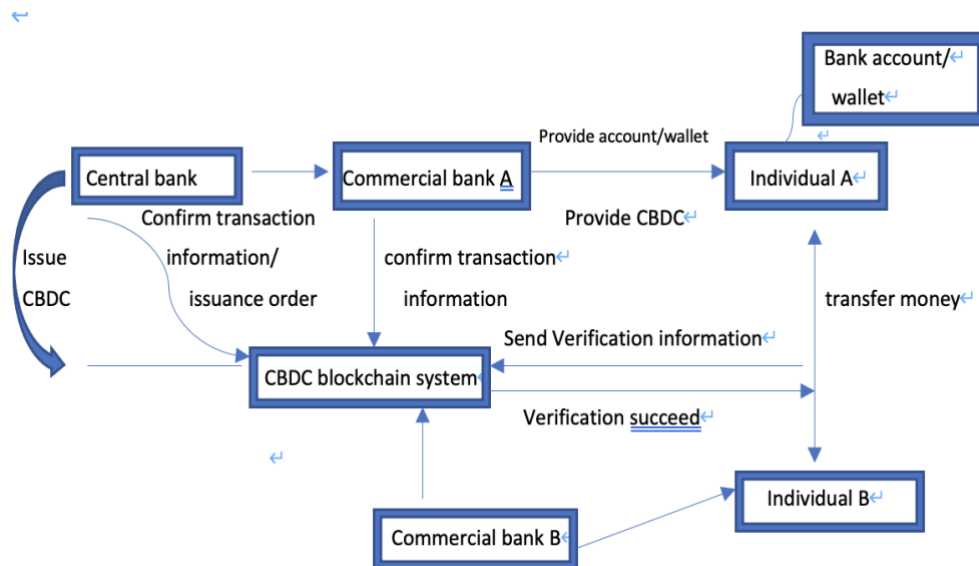 Bank account/
wallet
Provide account/wallet
Central bank
Commercial bank A
Individual A
Provide CBDC
Confirm transaction
information/
issuance order
Issue
CBDC
confirm transaction
information
transfer money
Send Verification information
CBDC blockchain system
Verification succeed
Individual B
Commercial bank B